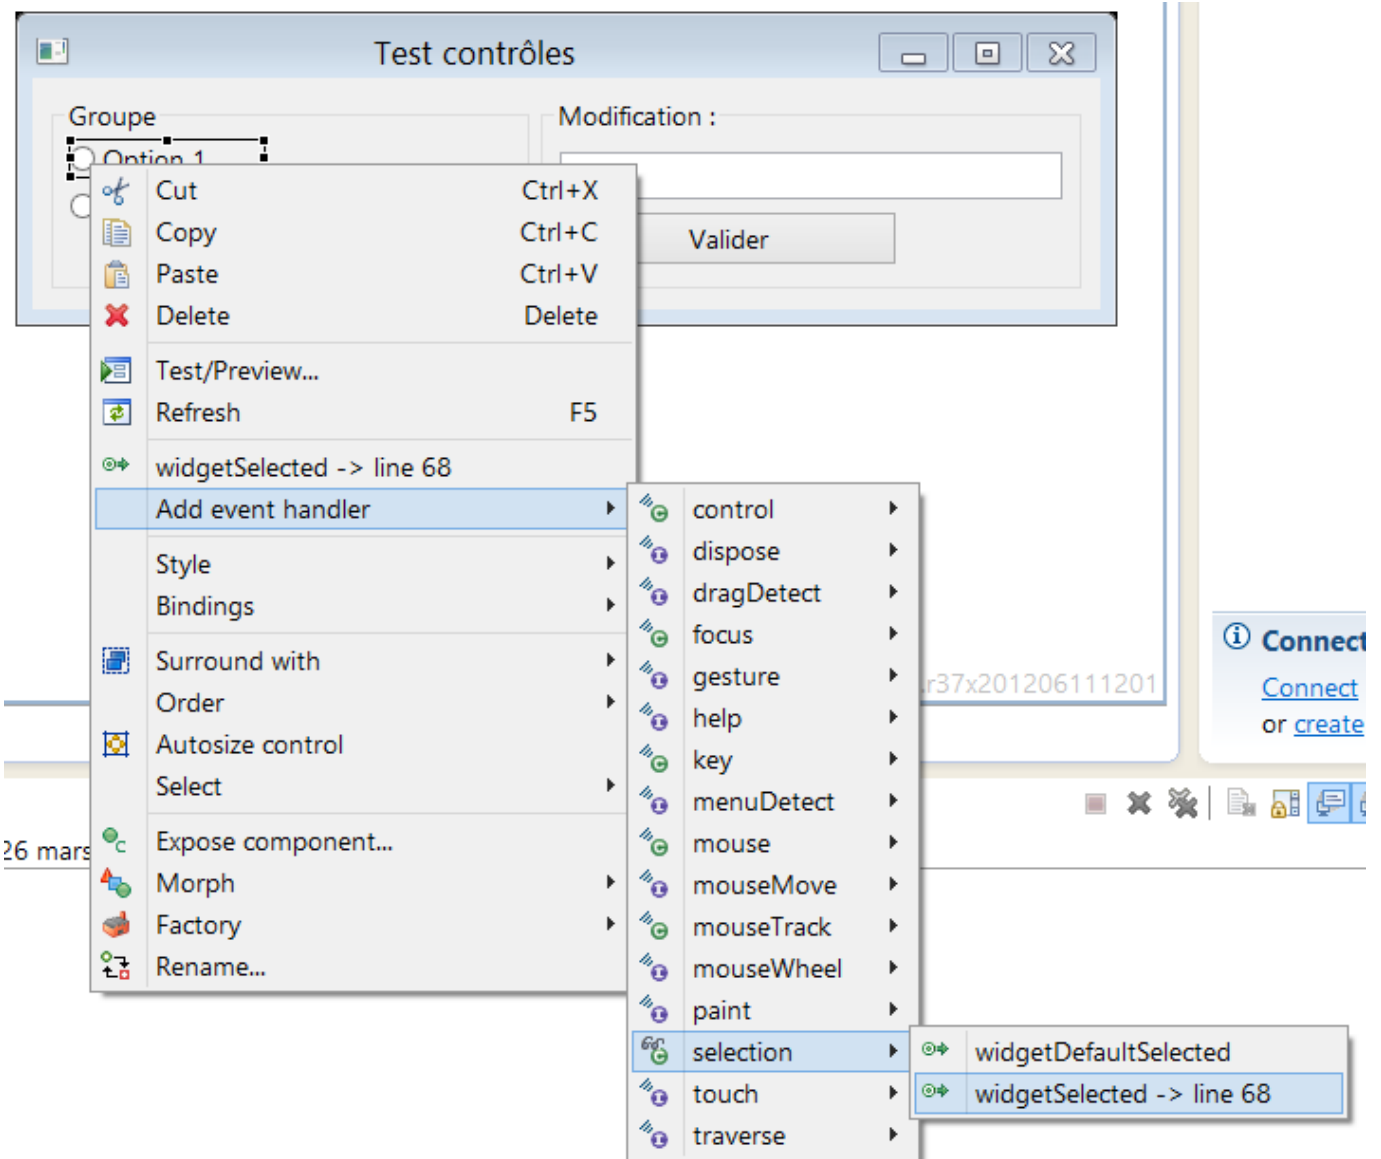 Test contrôles
Groupe
Modification :
Option 1
Valider
Cut Ctrl+X
Copy Ctrl+C
Paste Ctrl+V
Delete Delete
Test/Preview...
Refresh F5
widgetSelected -> line 68
Add event handler
Style
Bindings
Surround with
Order
Autosize control
Select
Expose component...
Morph
Factory
Rename...
control
dispose
dragDetect
focus
gesture
help
key
menuDetect
mouse
mouseMove
mouseTrack
mouseWheel
paint
selection
touch
traverse
widgetDefaultSelected
widgetSelected -> line 68
.r37x201206111201
Connect
Connect
or create
26 mars